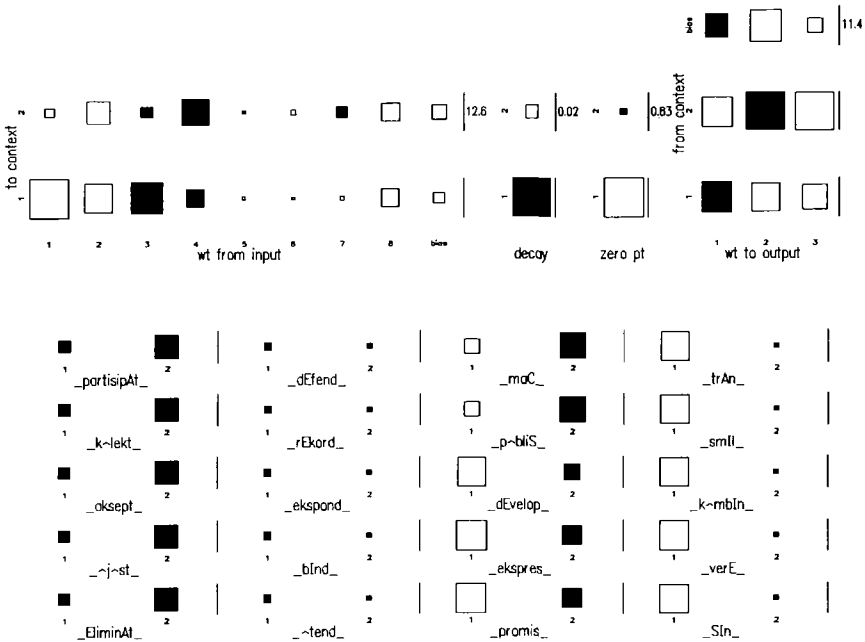 bias 11.4
2 12.6 2 0.02 2 0.83 2
to context from context
1 1 1 1
1 2 3 4 5 6 7 8 bias 1 2 3
wt from input decay zero pt wt to output
1 2 1 2 1 2 1 2
_partisipAt_ _dEfend_ _maC_ _trAn_
1 2 1 2 1 2 1 2
_k~lekt_ _rEkord_ _p~bliS_ _smIl_
1 2 1 2 1 2 1 2
_aksept_ _ekspand_ _dEvelop_ _k~mbIn_
1 2 1 2 1 2 1 2
_~j~st_ _bInd_ _ekspres_ _verE_
1 2 1 2 1 2 1 2
_EliminAt_ _~tend_ _promis_ _SIn_